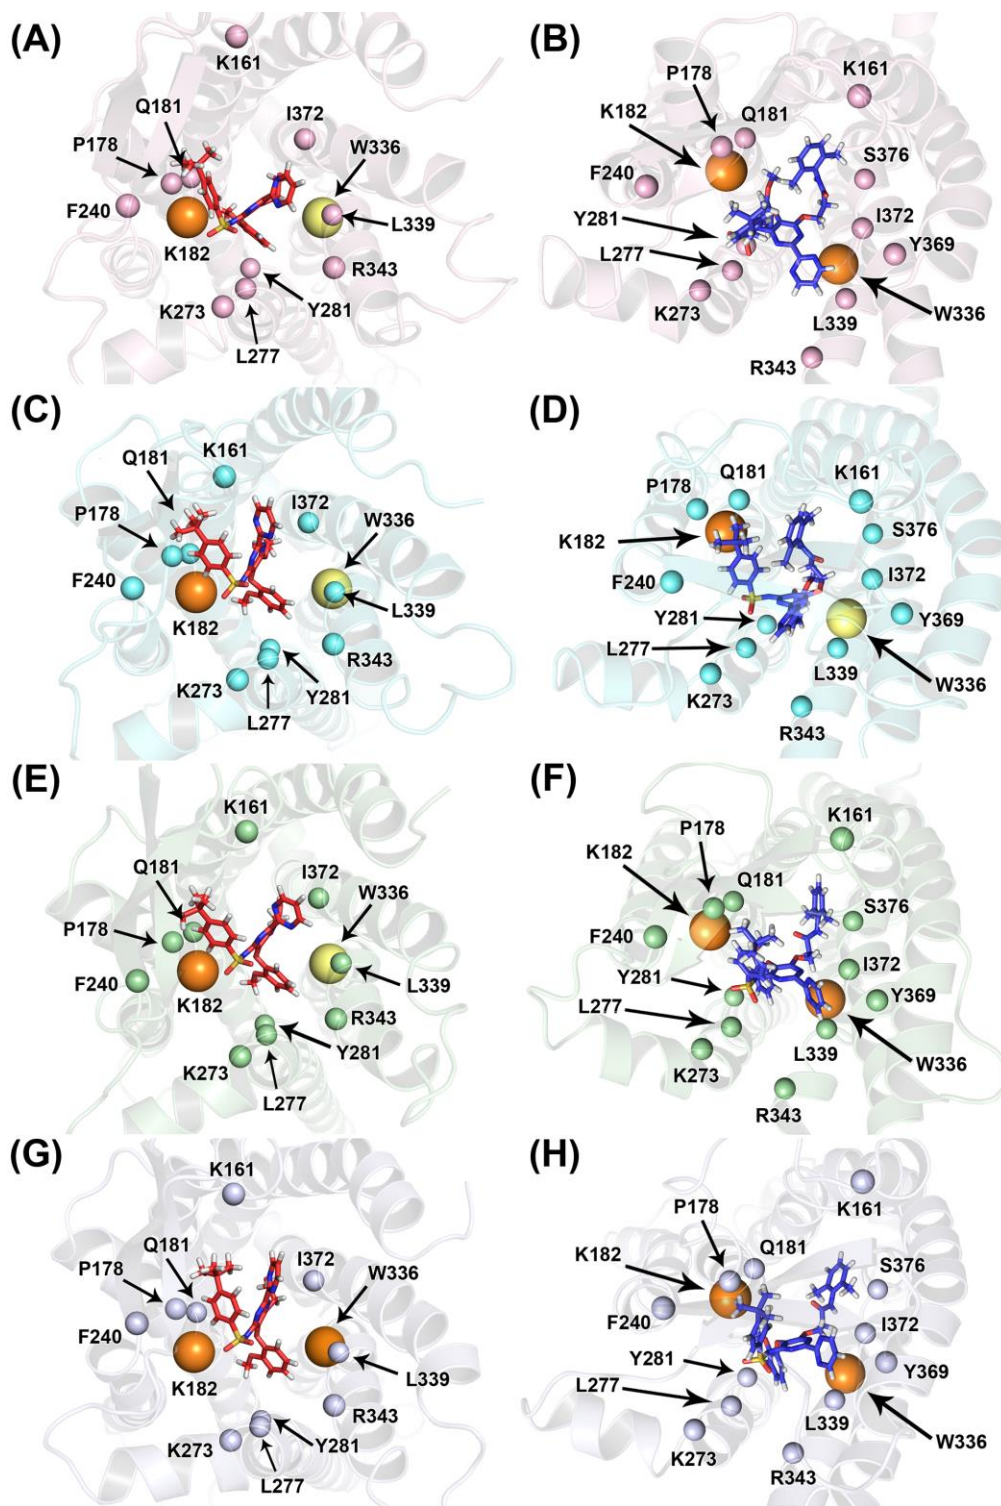 (A)
K161
Q181
I372
P178
W336
F240
L339
K182
R343
K273
Y281
L277
(B)
P178
K161
K182
Q181
S376
F240
I372
Y281
Y369
L277
K273
L339
W336
R343
(C)
K161
Q181
I372
P178
W336
F240
L339
K182
R343
K273
Y281
L277
(D)
Q181
K161
P178
S376
K182
I372
F240
Y369
Y281
L277
L339
K273
W336
R343
(E)
K161
Q181
I372
P178
W336
F240
L339
K182
R343
Y281
K273
L277
(F)
K161
P178
K182
Q181
S376
F240
I372
Y281
Y369
L277
L339
K273
W336
R343
(G)
K161
Q181
I372
P178
W336
F240
L339
K182
R343
K273
Y281
L277
(H)
K161
P178
Q181
K182
S376
F240
I372
Y281
Y369
L277
L339
K273
W336
R343